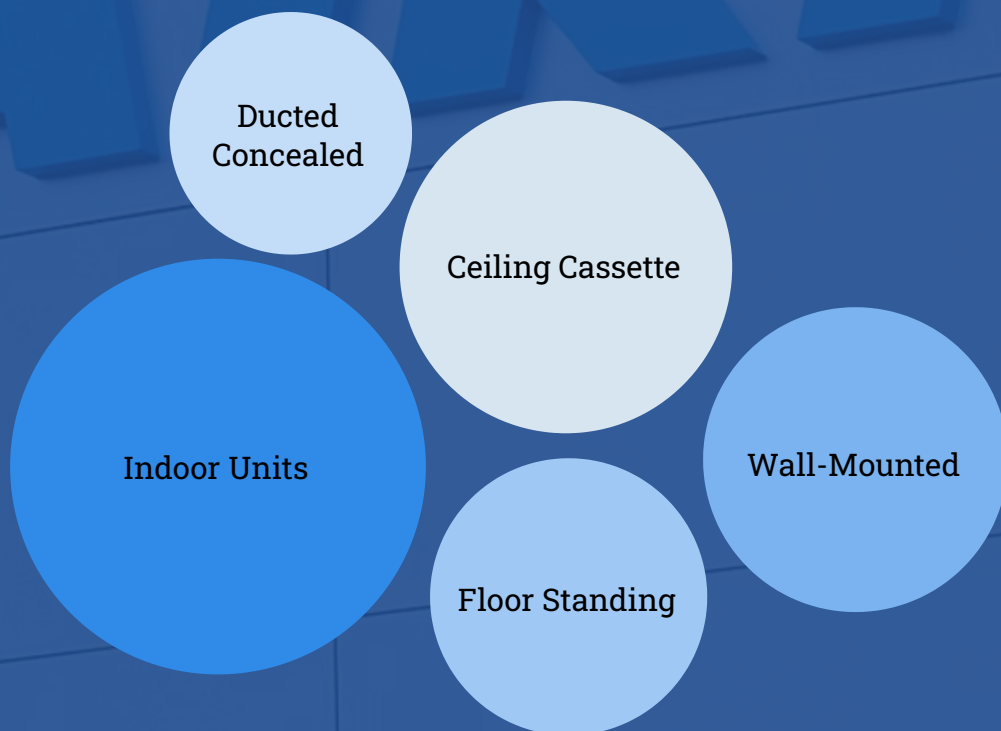 Ducted
Concealed
Ceiling Cassette
Indoor Units
Wall-Mounted
Floor Standing